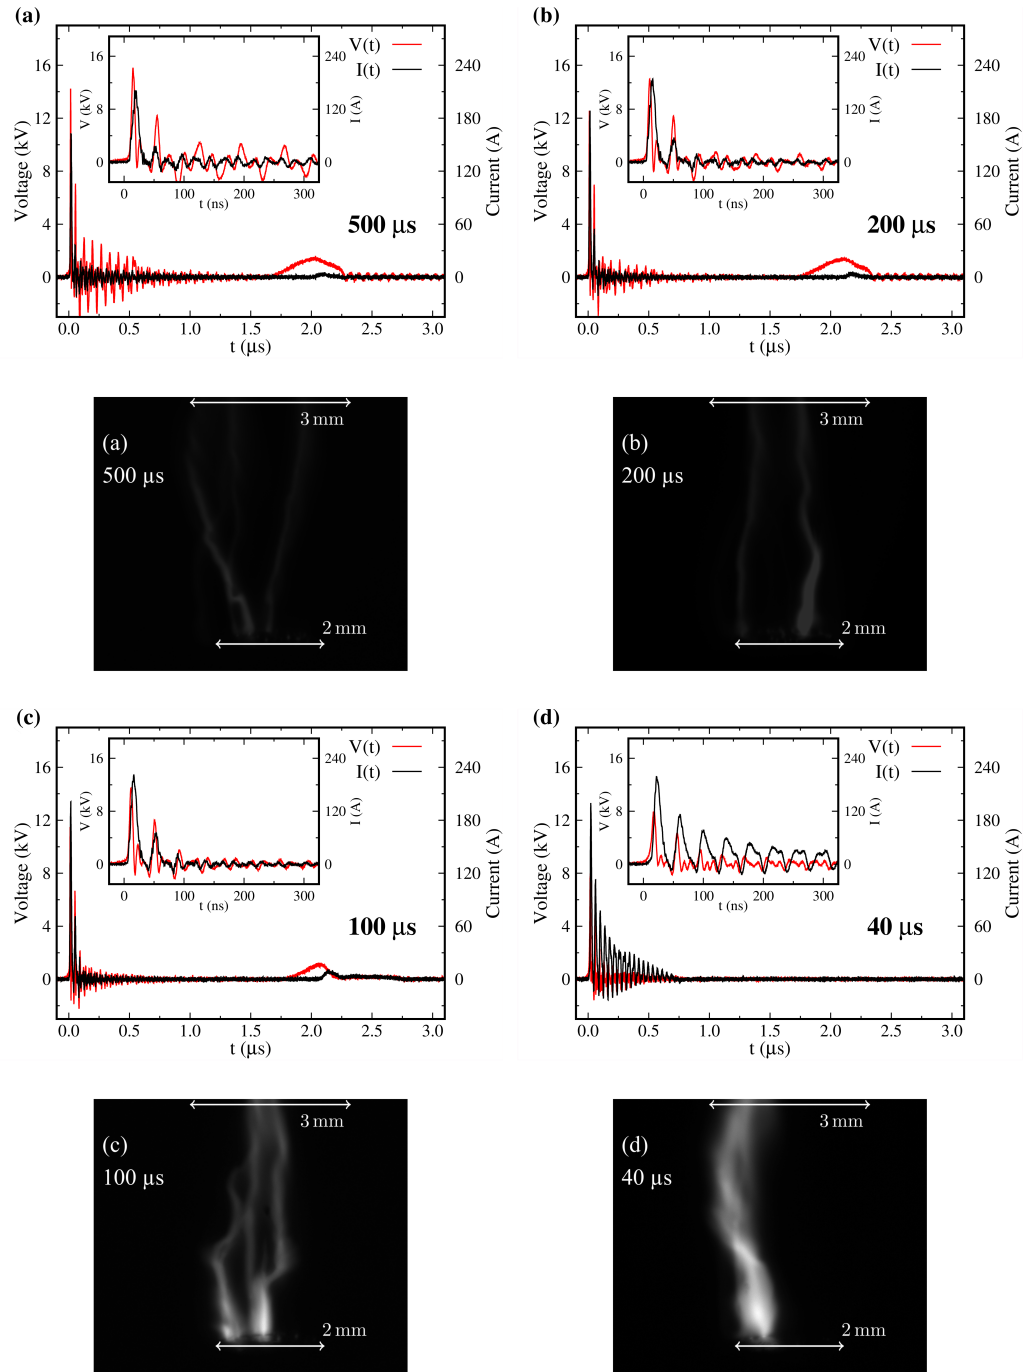 (a)
V(t)
I(t)
16
12
8
4
0
Voltage (kV)
240
180
120
60
0
Current (A)
16
8
0
V (kV)
240
120
0
I (A)
0 100 200 300
t (ns)
500 μs
0.0 0.5 1.0 1.5 2.0 2.5 3.0
t (μs)
(b)
V(t)
I(t)
16
12
8
4
0
Voltage (kV)
240
180
120
60
0
Current (A)
16
8
0
V (kV)
240
120
0
I (A)
0 100 200 300
t (ns)
200 μs
0.0 0.5 1.0 1.5 2.0 2.5 3.0
t (μs)
3 mm
(a)
500 µs
2 mm
3 mm
(b)
200 µs
2 mm
(c)
V(t)
I(t)
16
12
8
4
0
Voltage (kV)
240
180
120
60
0
Current (A)
16
8
0
V (kV)
240
120
0
I (A)
0 100 200 300
t (ns)
100 μs
0.0 0.5 1.0 1.5 2.0 2.5 3.0
t (μs)
(d)
V(t)
I(t)
16
12
8
4
0
Voltage (kV)
240
180
120
60
0
Current (A)
16
8
0
V (kV)
240
120
0
I (A)
0 100 200 300
t (ns)
40 μs
0.0 0.5 1.0 1.5 2.0 2.5 3.0
t (μs)
3 mm
(c)
100 µs
2 mm
3 mm
(d)
40 µs
2 mm